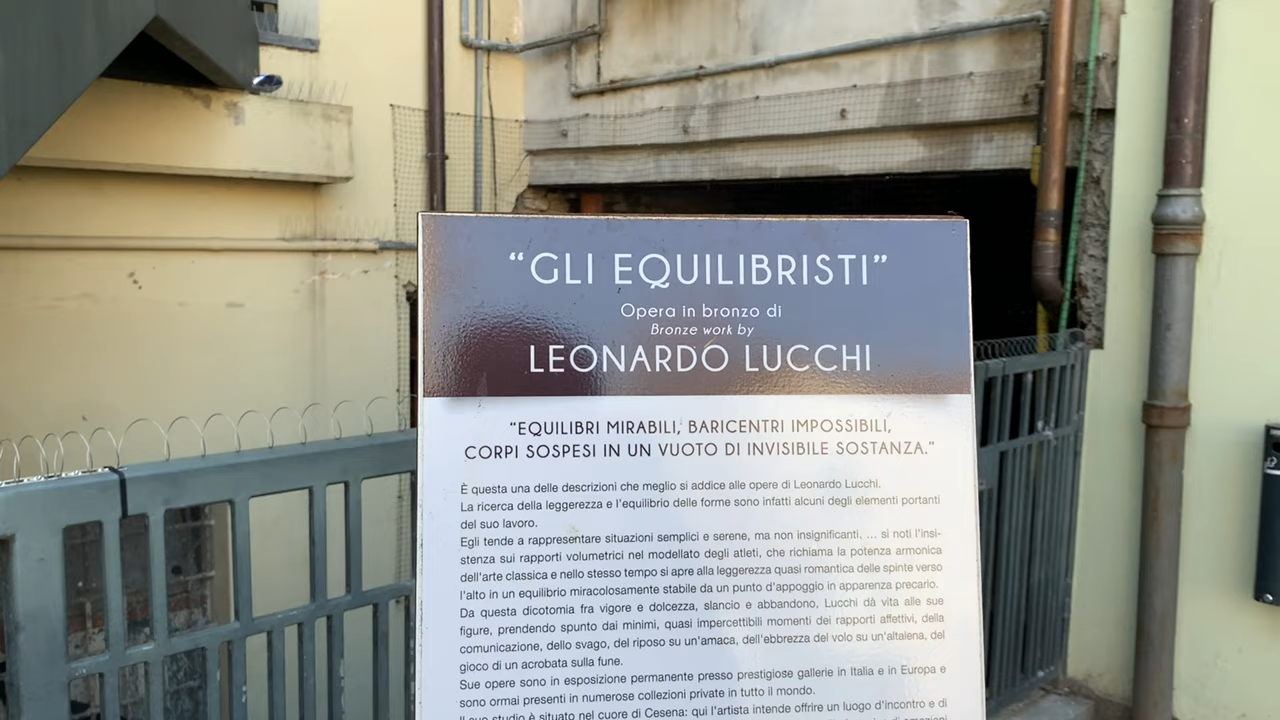 “GLI EQUILIBRISTI”
Opera in bronzo di
Bronze work by
LEONARDO LUCCHI
“EQUILIBRI MIRABILI, BARICENTRI IMPOSSIBILI,
CORPI SOSPESI IN UN VUOTO DI INVISIBILE SOSTANZA.”
È questa una delle descrizioni che meglio si addice alle opere di Leonardo Lucchi.
La ricerca della leggerezza e l'equilibrio delle forme sono infatti alcuni degli elementi portanti
del suo lavoro.
Egli tende a rappresentare situazioni semplici e serene, ma non insignificanti. ... si noti l'insi-
stenza sui rapporti volumetrici nel modellato degli atleti, che richiama la potenza armonica
dell'arte classica e nello stesso tempo si apre alla leggerezza quasi romantica delle spinte verso
l'alto in un equilibrio miracolosamente stabile da un punto d'appoggio in apparenza precario.
Da questa dicotomia fra vigore e dolcezza, slancio e abbandono, Lucchi dà vita alle sue
figure, prendendo spunto dai minimi, quasi impercettibili momenti dei rapporti affettivi, della
comunicazione, dello svago, del riposo su un'amaca, dell'ebbrezza del volo su un'altalena, del
gioco di un acrobata sulla fune.
Sue opere sono in esposizione permanente presso prestigiose gallerie in Italia e in Europa e
sono ormai presenti in numerose collezioni private in tutto il mondo.
Il suo studio è situato nel cuore di Cesena: qui l'artista intende offrire un luogo d'incontro e di